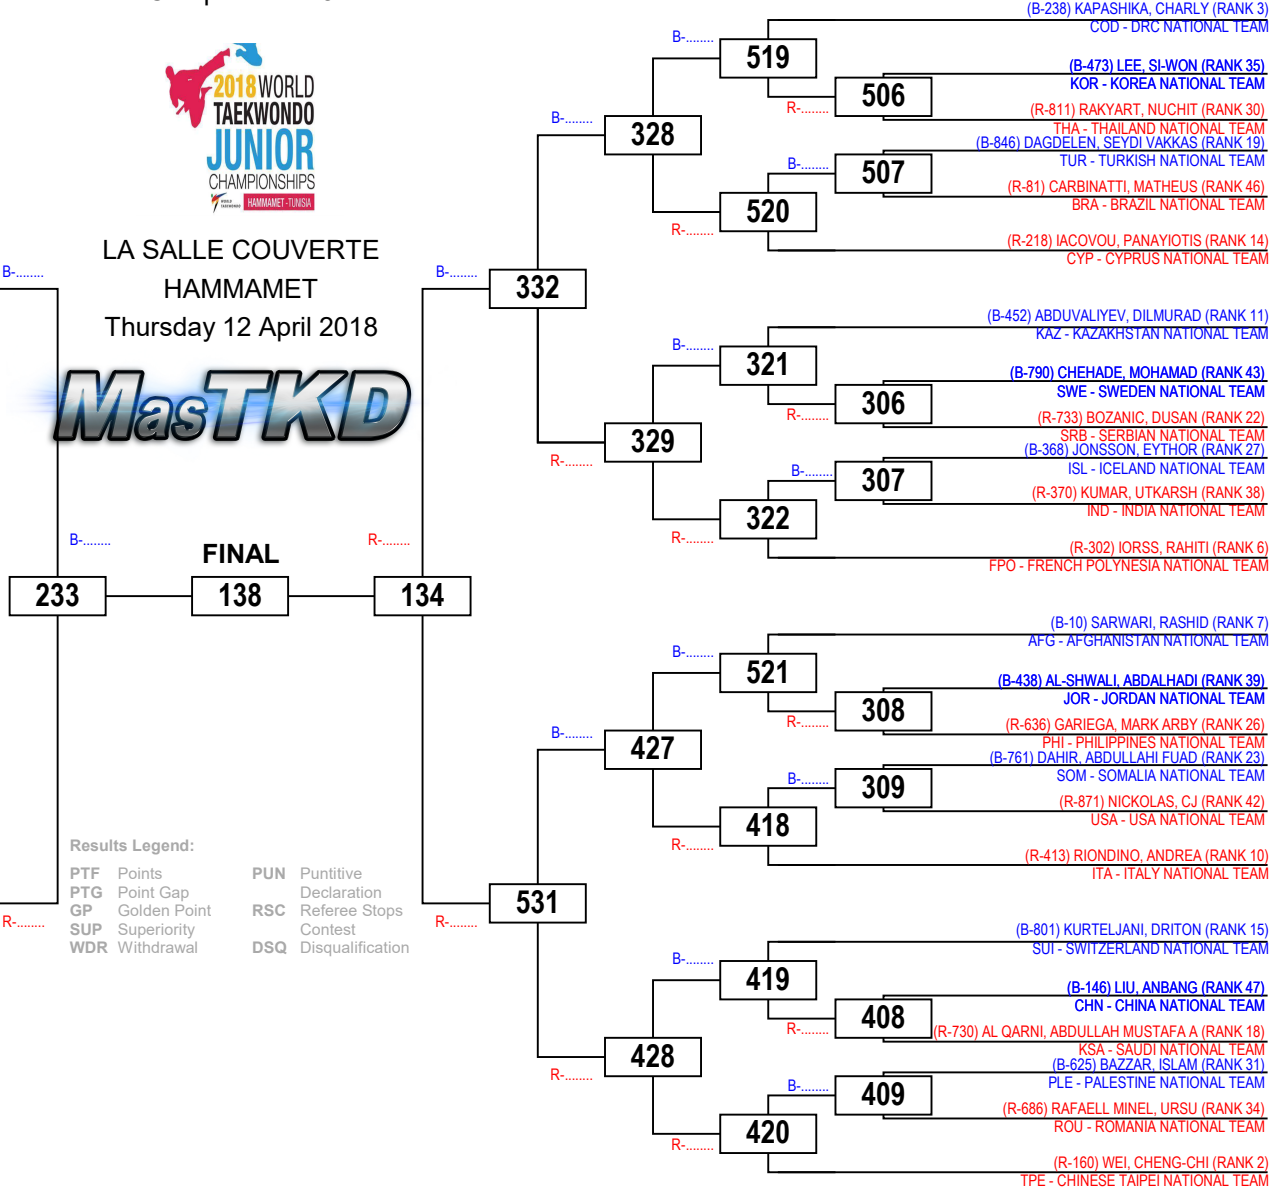 2018 WORLD
TAEKWONDO
JUNIOR
CHAMPIONSHIPS
HAMMAMET - TUNISIA
LA SALLE COUVERTE
HAMMAMET
Thursday 12 April 2018
MasTKD
B-........
R-........
B-........
233
FINAL
138
R-........
134
B-........
R-........
332
B-........
R-........
531
B-........
R-........
328
B-........
R-........
329
B-........
R-........
427
B-........
R-........
428
B-........
R-........
519
R-........
506
(B-238) KAPASHIKA, CHARLY (RANK 3)
COD - DRC NATIONAL TEAM
(B-473) LEE, SI-WON (RANK 35)
KOR - KOREA NATIONAL TEAM
(R-811) RAKYART, NUCHIT (RANK 30)
THA - THAILAND NATIONAL TEAM
520
B-........
507
(B-846) DAGDELEN, SEYDI VAKKAS (RANK 19)
TUR - TURKISH NATIONAL TEAM
(R-81) CARBINATTI, MATHEUS (RANK 46)
BRA - BRAZIL NATIONAL TEAM
(R-218) IACOVOU, PANAYIOTIS (RANK 14)
CYP - CYPRUS NATIONAL TEAM
321
R-........
306
(B-452) ABDUVALIYEV, DILMURAD (RANK 11)
KAZ - KAZAKHSTAN NATIONAL TEAM
(B-790) CHEHADE, MOHAMAD (RANK 43)
SWE - SWEDEN NATIONAL TEAM
(R-733) BOZANIC, DUSAN (RANK 22)
SRB - SERBIAN NATIONAL TEAM
322
B-........
307
(B-368) JONSSON, EYTHOR (RANK 27)
ISL - ICELAND NATIONAL TEAM
(R-370) KUMAR, UTKARSH (RANK 38)
IND - INDIA NATIONAL TEAM
(R-302) IORSS, RAHITI (RANK 6)
FPO - FRENCH POLYNESIA NATIONAL TEAM
521
R-........
308
(B-10) SARWARI, RASHID (RANK 7)
AFG - AFGHANISTAN NATIONAL TEAM
(B-438) AL-SHWALI, ABDALHADI (RANK 39)
JOR - JORDAN NATIONAL TEAM
(R-636) GARIEGA, MARK ARBY (RANK 26)
PHI - PHILIPPINES NATIONAL TEAM
418
B-........
309
(B-761) DAHIR, ABDULLAHI FUAD (RANK 23)
SOM - SOMALIA NATIONAL TEAM
(R-871) NICKOLAS, CJ (RANK 42)
USA - USA NATIONAL TEAM
(R-413) RIONDINO, ANDREA (RANK 10)
ITA - ITALY NATIONAL TEAM
419
R-........
408
(B-801) KURTELJANI, DRITON (RANK 15)
SUI - SWITZERLAND NATIONAL TEAM
(B-146) LIU, ANBANG (RANK 47)
CHN - CHINA NATIONAL TEAM
(R-730) AL QARNI, ABDULLAH MUSTAFA A (RANK 18)
KSA - SAUDI NATIONAL TEAM
420
B-........
409
(B-625) BAZZAR, ISLAM (RANK 31)
PLE - PALESTINE NATIONAL TEAM
(R-686) RAFAELL MINEL, URSU (RANK 34)
ROU - ROMANIA NATIONAL TEAM
(R-160) WEI, CHENG-CHI (RANK 2)
TPE - CHINESE TAIPEI NATIONAL TEAM
Results Legend:
PTF Points
PTG Point Gap
GP Golden Point
SUP Superiority
WDR Withdrawal
PUN Puntitive
Declaration
RSC Referee Stops
Contest
DSQ Disqualification